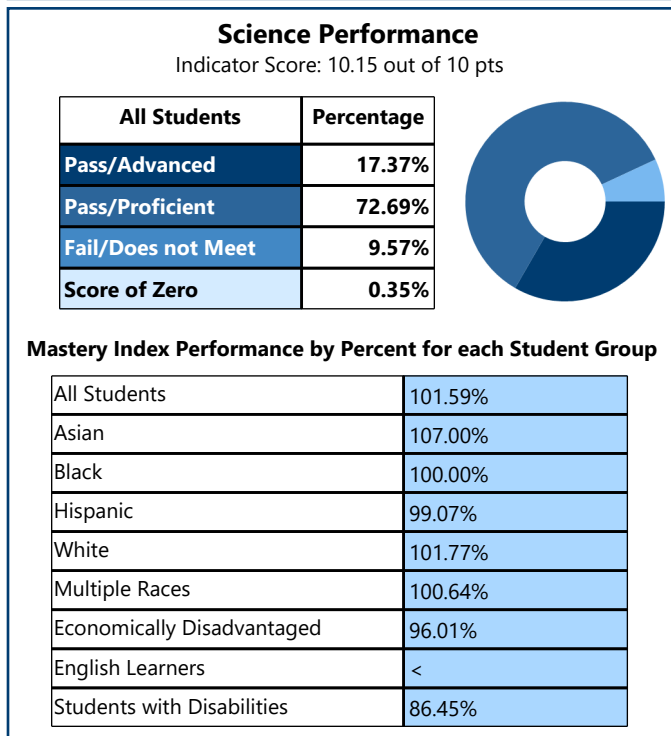 Science Performance
Indicator Score: 10.15 out of 10 pts
All Students Percentage
Pass/Advanced 17.37%
Pass/Proficient 72.69%
Fail/Does not Meet 9.57%
Score of Zero 0.35%
Mastery Index Performance by Percent for each Student Group
All Students 101.59%
Asian 107.00%
Black 100.00%
Hispanic 99.07%
White 101.77%
Multiple Races 100.64%
Economically Disadvantaged 96.01%
English Learners <
Students with Disabilities 86.45%